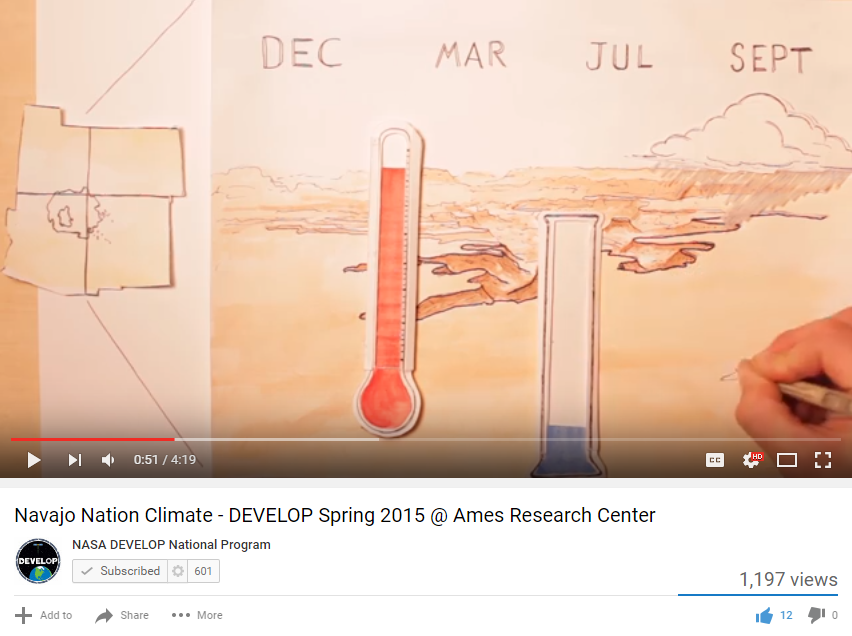 DEC MAR JUL SEPT
0:51 / 4:19 CC HD
Navajo Nation Climate - DEVELOP Spring 2015 @ Ames Research Center
NASA DEVELOP National Program
DEVELOP
Subscribed 601
1,197 views
Add to Share More 12 0